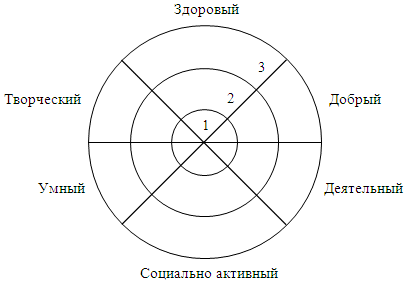 Здоровый
3
Творческий
2
Добрый
1
Умный
Деятельный
Социально активный